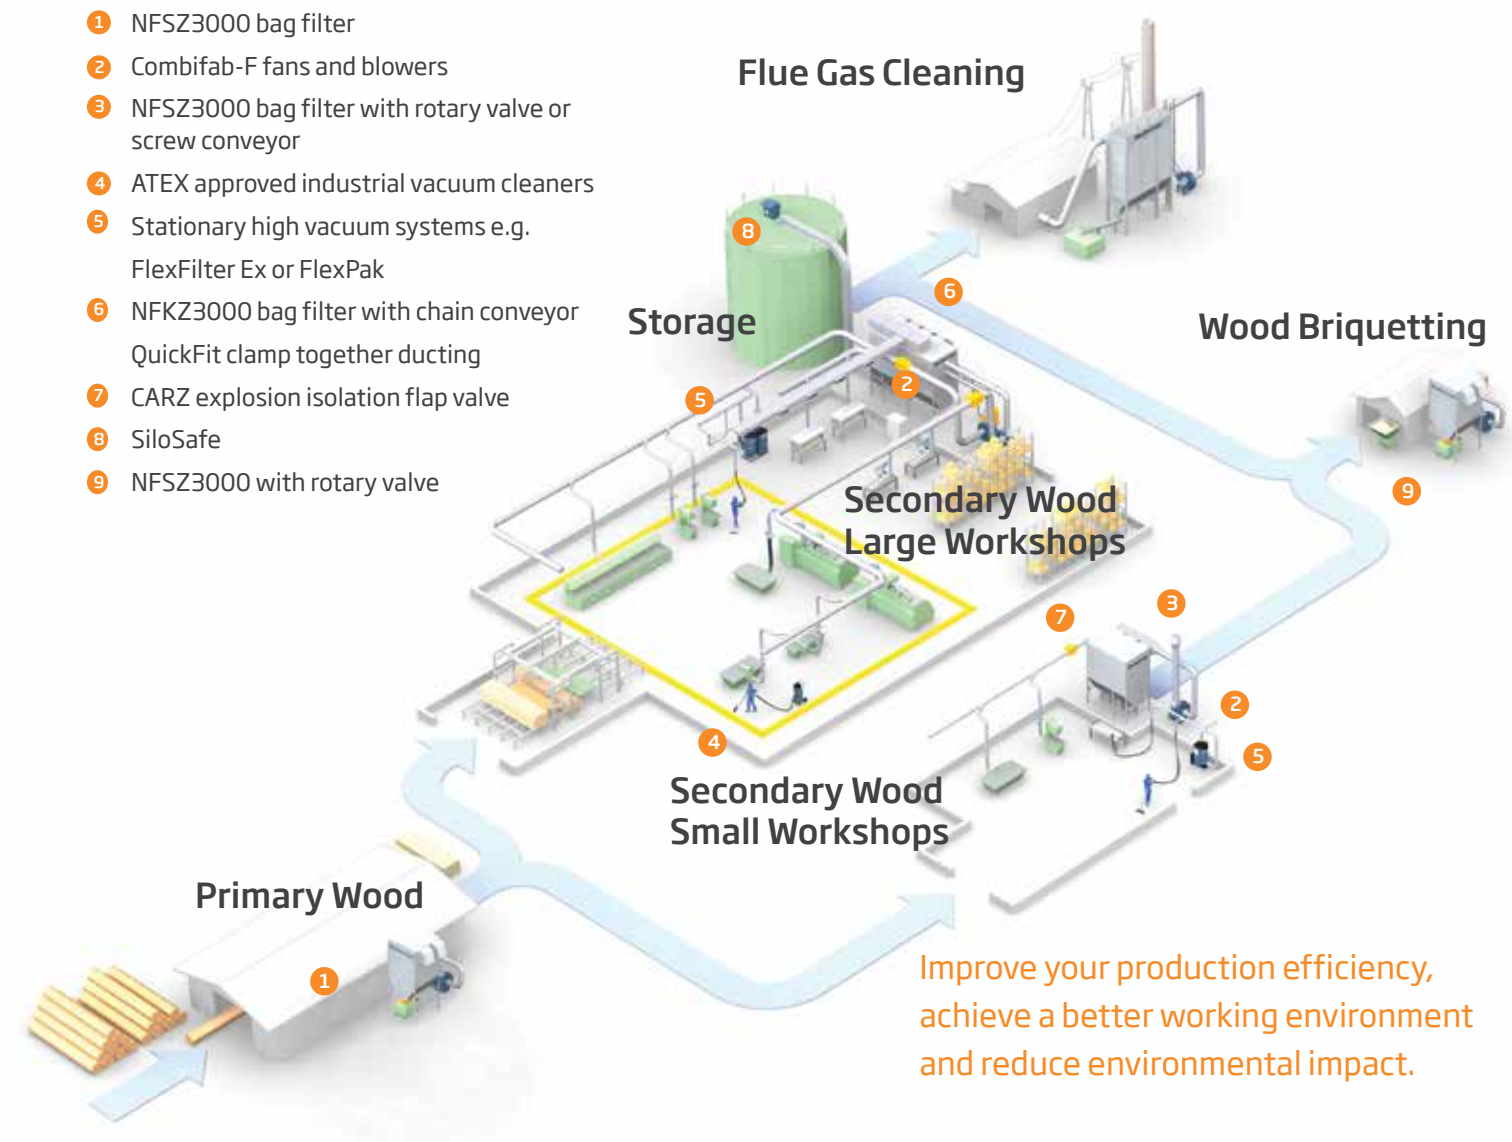 1 NFSZ3000 bag filter
2 Combifab-F fans and blowers
3 NFSZ3000 bag filter with rotary valve or
screw conveyor
4 ATEX approved industrial vacuum cleaners
5 Stationary high vacuum systems e.g.
FlexFilter Ex or FlexPak
6 NFKZ3000 bag filter with chain conveyor
QuickFit clamp together ducting
7 CARZ explosion isolation flap valve
8 SiloSafe
9 NFSZ3000 with rotary valve
Flue Gas Cleaning
8
6
Storage
Wood Briquetting
2
5
9
Secondary Wood
Large Workshops
3
7
2
4
5
Secondary Wood
Small Workshops
Primary Wood
1
Improve your production efficiency,
achieve a better working environment
and reduce environmental impact.